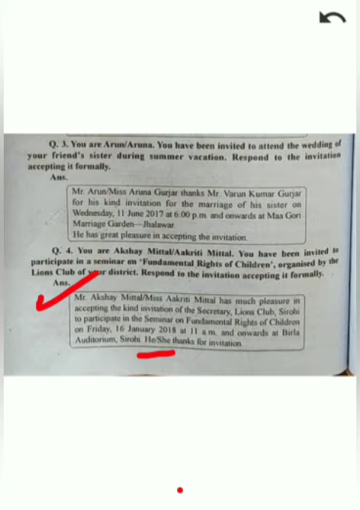 Q. 3. You are Arun/Aruna. You have been invited to attend the wedding of
your friend's sister during summer vacation. Respond to the invitation
accepting it formally.
Ans.
Mr. Arun/Miss Aruna Gurjar thanks Mr. Varun Kumar Gurjar
for his kind invitation for the marriage of his sister on
Wednesday, 11 June 2017 at 6:00 p.m and onwards at Maa Gori
Marriage Garden—Jhalawar.
He has great pleasure in accepting the invitation.
Q. 4. You are Akshay Mittal/Aakriti Mittal. You have been invited to
participate in a seminar on 'Fundamental Rights of Children', organised by the
Lions Club of your district. Respond to the invitation accepting it formally.
Ans.
Mr. Akshay Mittal/Miss Aakriti Mittal has much pleasure in
accepting the kind invitation of the Secretary, Lions Club, Sirohi
to participate in the Seminar on Fundamental Rights of Children
on Friday, 16 January 2018 at 11 a.m. and onwards at Birla
Auditorium, Sirohi. He/She thanks for invitation.